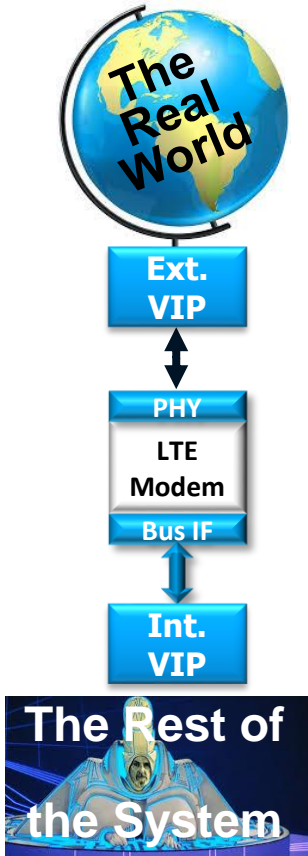 The
Real
World
Ext.
VIP
PHY
LTE
Modem
Bus IF
Int.
VIP
The Rest of
the System